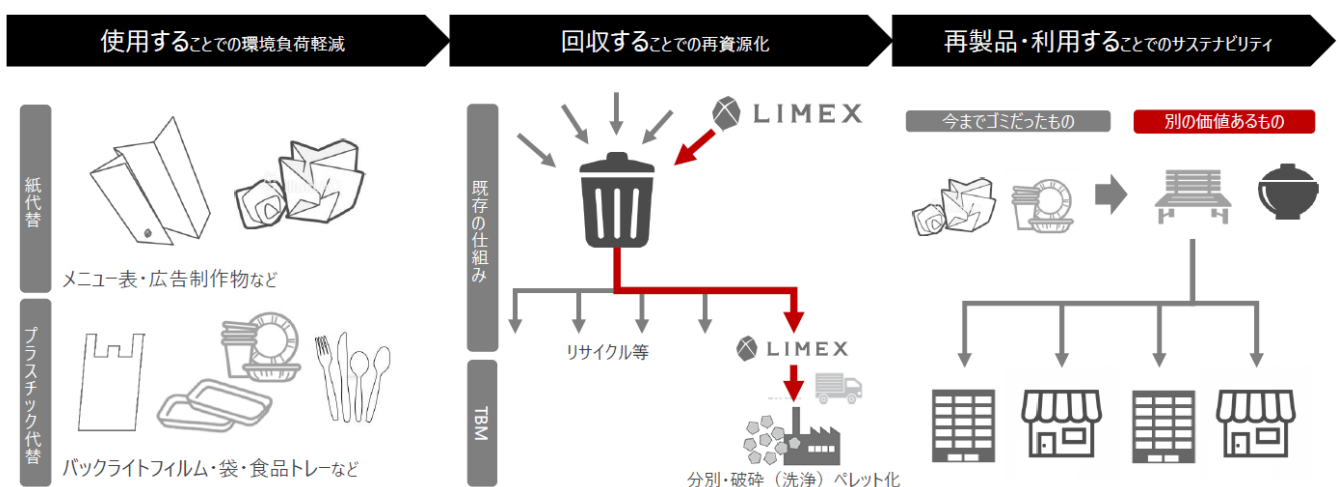 使用することでの環境負荷軽減
回収することでの再資源化
再製品・利用することでのサステナビリティ
紙代替
メニュー表・広告制作物など
プラスチック代替
バックライトフィルム・袋・食品トレーなど
既存の仕組み
LIMEX
リサイクル等
LIMEX
TBM
分別・破砕（洗浄）ペレット化
今までゴミだったもの
別の価値あるもの